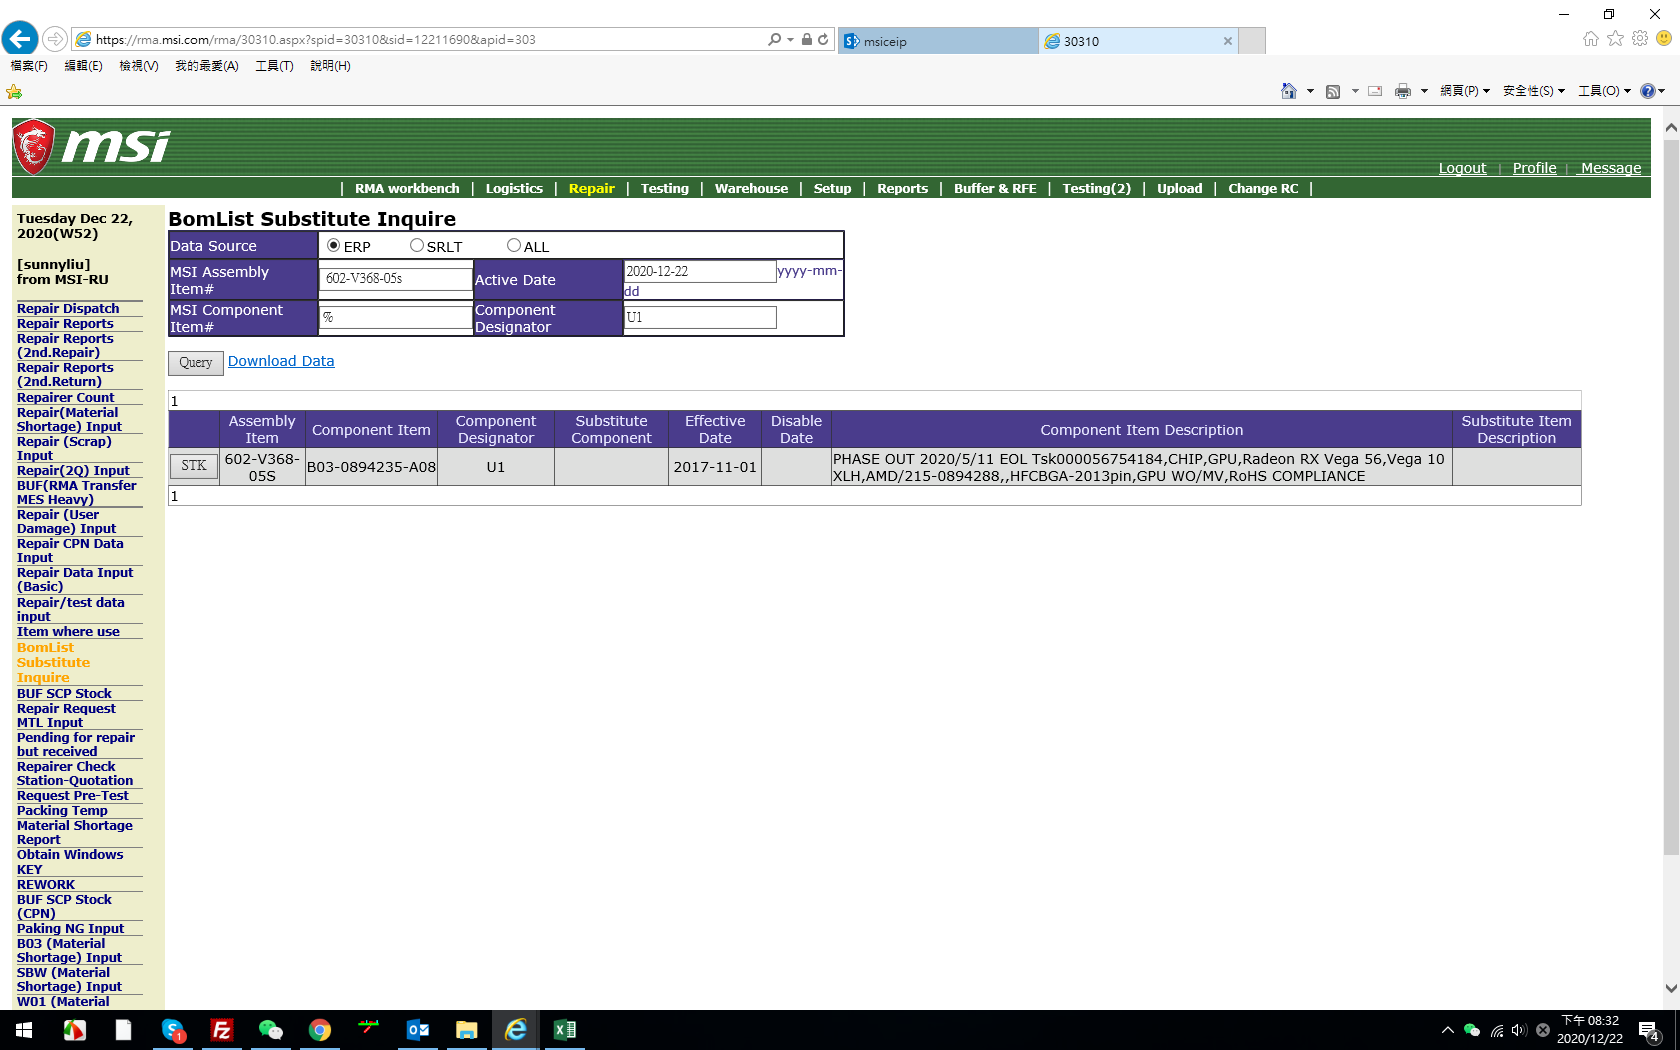 https://rma.msi.com/rma/30310.aspx?spid=30310&sid=12211690&apid=303
msiceip
30310
檔案(F) 編輯(E) 檢視(V) 我的最愛(A) 工具(T) 說明(H)
網頁(P) 安全性(S) 工具(O)
msi
Logout | Profile | Message
| RMA workbench | Logistics | Repair | Testing | Warehouse | Setup | Reports | Buffer & RFE | Testing(2) | Upload | Change RC |
Tuesday Dec 22,
2020(W52)
[sunnyliu]
from MSI-RU
Repair Dispatch
Repair Reports
Repair Reports
(2nd.Repair)
Repair Reports
(2nd.Return)
Repairer Count
Repair(Material
Shortage) Input
Repair (Scrap)
Input
Repair(2Q) Input
BUF(RMA Transfer
MES Heavy)
Repair (User
Damage) Input
Repair CPN Data
Input
Repair Data Input
(Basic)
Repair/test data
input
Item where use
BomList
Substitute
Inquire
BUF SCP Stock
Repair Request
MTL Input
Pending for repair
but received
Repairer Check
Station-Quotation
Request Pre-Test
Packing Temp
Material Shortage
Report
Obtain Windows
KEY
REWORK
BUF SCP Stock
(CPN)
Paking NG Input
B03 (Material
Shortage) Input
SBW (Material
Shortage) Input
W01 (Material
BomList Substitute Inquire
Data Source ERP SRLT ALL
MSI Assembly
Item#
602-V368-05s
Active Date
2020-12-22
yyyy-mm-
dd
MSI Component
Item#
%
Component
Designator
U1
Query Download Data
1
Assembly
Item
Component Item
Component
Designator
Substitute
Component
Effective
Date
Disable
Date
Component Item Description
Substitute Item
Description
STK
602-V368-
05S
B03-0894235-A08
U1
2017-11-01
PHASE OUT 2020/5/11 EOL Tsk000056754184,CHIP,GPU,Radeon RX Vega 56,Vega 10
XLH,AMD/215-0894288,,HFCBGA-2013pin,GPU WO/MV,RoHS COMPLIANCE
1
下午 08:32
2020/12/22
1
4